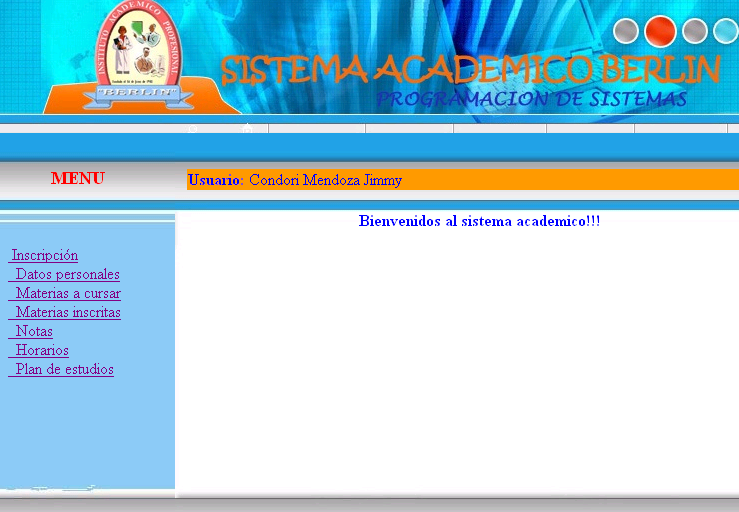 INSTITUTO ACADEMICO PROFESIONAL
"BERLIN"
SISTEMA ACADEMICO BERLIN
PROGRAMACION DE SISTEMAS
MENU
Usuario: Condori Mendoza Jimmy
Bienvenidos al sistema academico!!!
Inscripción
Datos personales
Materias a cursar
Materias inscritas
Notas
Horarios
Plan de estudios